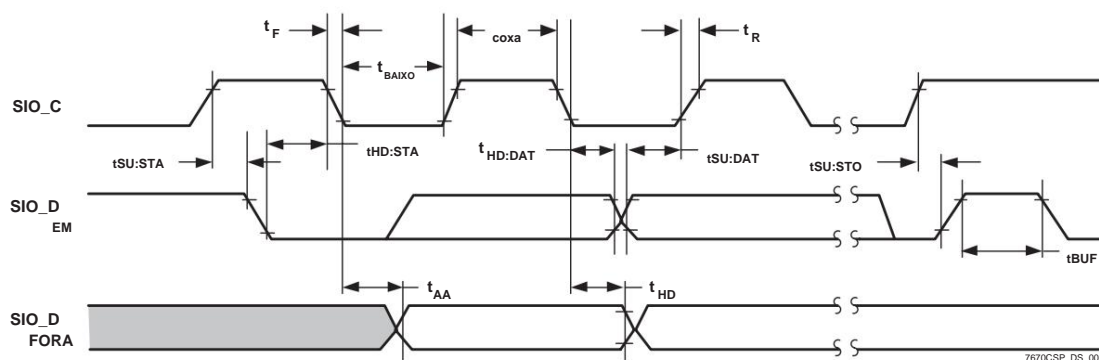 t F
coxa
t R
t BAIXO
SIO_C
tSU:STA
tHD:STA
t HD:DAT
tSU:DAT
tSU:STO
SIO_D
EM
tBUF
t AA
t HD
SIO_D
FORA
7670CSP_DS_00